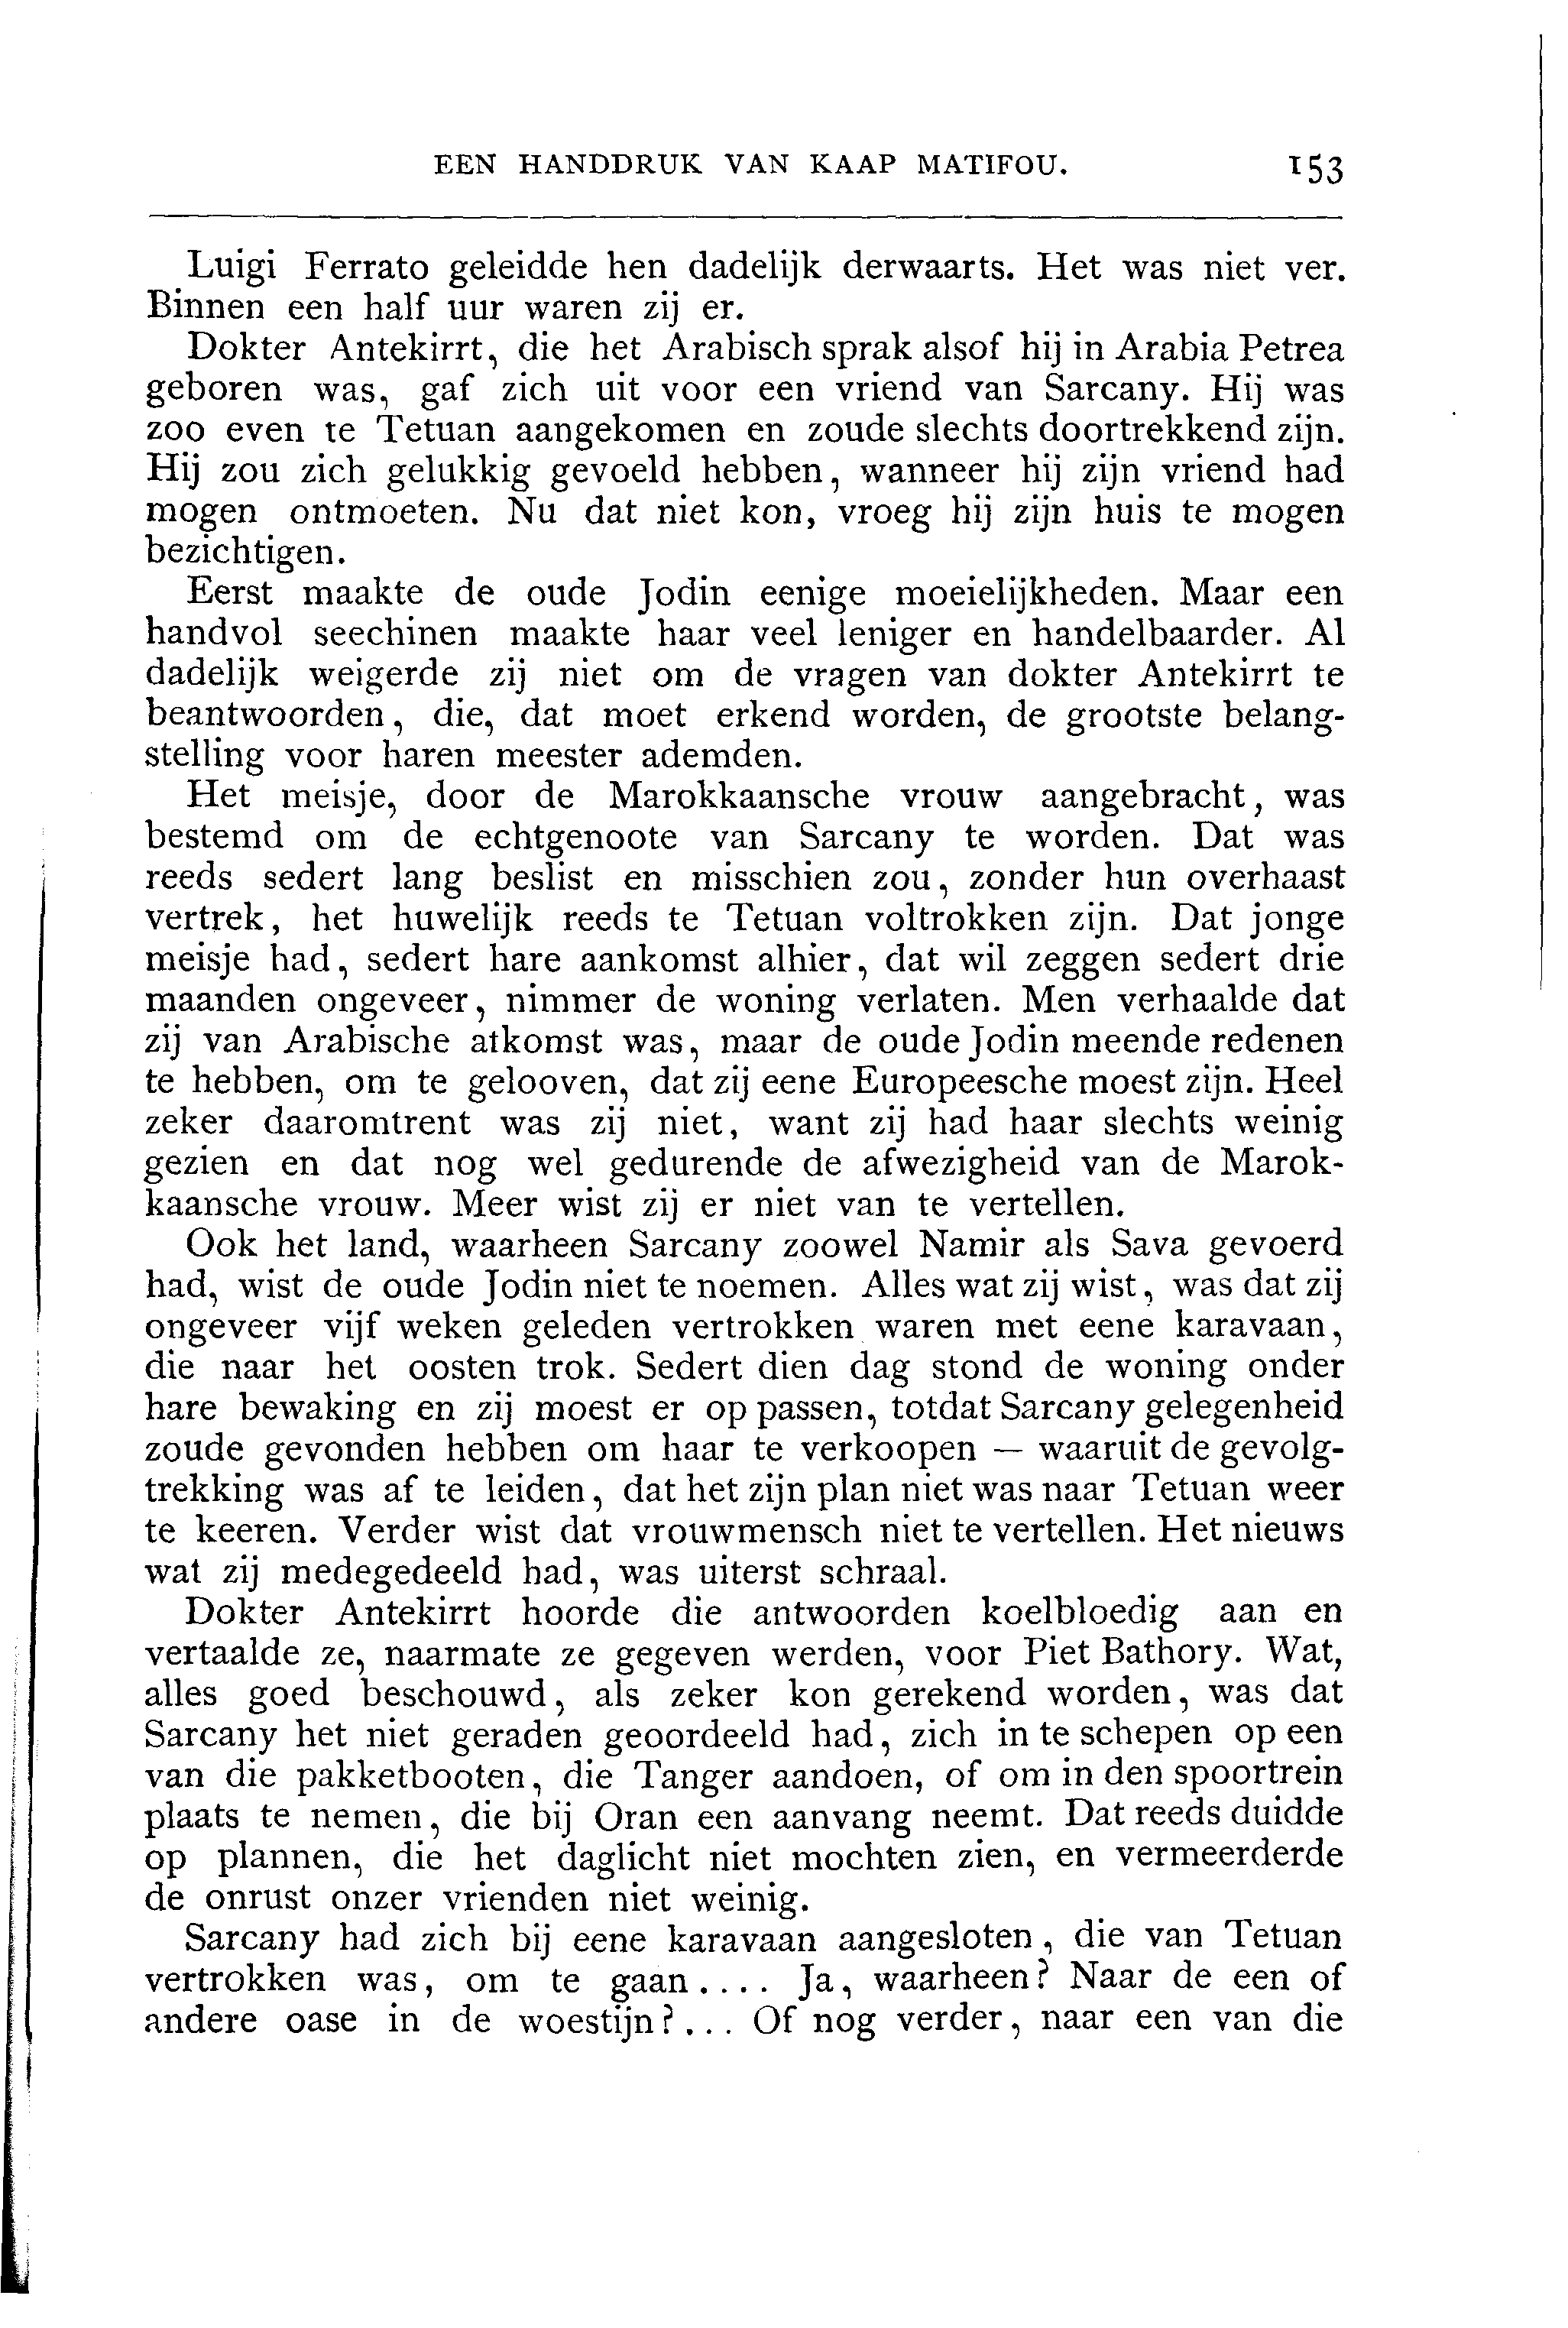 EEN HANDDRUK VAN KAAP MATIFOU. 153
Luigi Ferrato geleidde hen dadelijk derwaarts. Het was niet ver.
Binnen een half uur waren zij er.
Dokter Antekirrt, die het Arabisch sprak alsof hij in Arabia Petrea
geboren was, gaf zich uit voor een vriend van Sarcany. Hij was
zoo even te Tetuan aangekomen en zoude slechts doortrekkend zijn.
Hij zou zich gelukkig gevoeld hebben, wanneer hij zijn vriend had
mogen ontmoeten. Nu dat niet kon, vroeg hij zijn huis te mogen
bezichtigen.
Eerst maakte de oude Jodin eenige moeielijkheden. Maar een
handvol seechinen maakte haar veel leniger en handelbaarder. Al
dadelijk weigerde zij niet om de vragen van dokter Antekirrt te
beantwoorden, die, dat moet erkend worden, de grootste belang-
stelling voor haren meester ademden.
Het meisje, door de Marokkaansche vrouw aangebracht, was
bestemd om de echtgenoote van Sarcany te worden. Dat was
reeds sedert lang beslist en misschien zou, zonder hun overhaast
vertrek, het huwelijk reeds te Tetuan voltrokken zijn. Dat jonge
meisje had, sedert hare aankomst alhier, dat wil zeggen sedert drie
maanden ongeveer, nimmer de woning verlaten. Men verhaalde dat
zij van Arabische atkomst was, maar de oude Jodin meende redenen
te hebben, om te gelooven, dat zij eene Europeesche moest zijn. Heel
zeker daaromtrent was zij niet, want zij had haar slechts weinig
gezien en dat nog wel gedurende de afwezigheid van de Marok-
kaansche vrouw. Meer wist zij er niet van te vertellen.
Ook het land, waarheen Sarcany zoowel Namir als Sava gevoerd
had, wist de oude Jodin niet te noemen. Alles wat zij wist, was dat zij
ongeveer vijf weken geleden vertrokken waren met eene karavaan,
die naar het oosten trok. Sedert dien dag stond de woning onder
hare bewaking en zij moest er op passen, totdat Sarcany gelegenheid
zoude gevonden hebben om haar te verkoopen — waaruit de gevolg-
trekking was af te leiden, dat het zijn plan niet was naar Tetuan weer
te keeren. Verder wist dat vrouwmensch niet te vertellen. Het nieuws
wat zij medegedeeld had, was uiterst schraal.
Dokter Antekirrt hoorde die antwoorden koelbloedig aan en
vertaalde ze, naarmate ze gegeven werden, voor Piet Bathory. Wat,
alles goed beschouwd, als zeker kon gerekend worden, was dat
Sarcany het niet geraden geoordeeld had, zich in te schepen op een
van die pakketbooten, die Tanger aandoen, of om in den spoortrein
plaats te nemen, die bij Oran een aanvang neemt. Dat reeds duidde
op plannen, die het daglicht niet mochten zien, en vermeerderde
de onrust onzer vrienden niet weinig.
Sarcany had zich bij eene karavaan aangesloten, die van Tetuan
vertrokken was, om te gaan.... Ja, waarheen? Naar de een of
andere oase in de woestijn?... Of nog verder, naar een van die